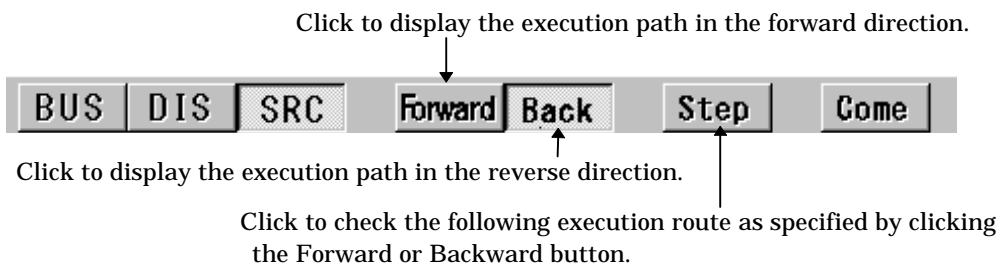 Click to display the execution path in the forward direction.
BUS DIS SRC Forward Back Step Come
Click to display the execution path in the reverse direction.
Click to check the following execution route as specified by clicking
the Forward or Backward button.